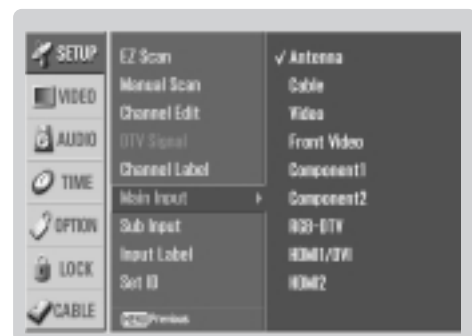 SETUP
VIDEO
AUDIO
TIME
OPTION
LOCK
CABLE
EZ Scan
Manual Scan
Channel Edit
DTV Signal
Channel Label
Main Input
Sub Input
Input Label
Set ID
Previous
Antenna
Cable
Video
Front Video
Component1
Component2
RGB-DTV
HDMI1/DVI
HDMI2